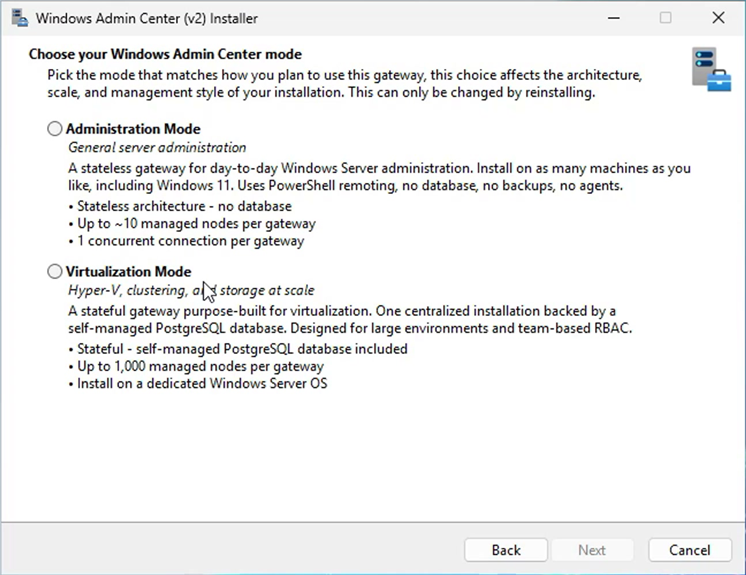 Windows Admin Center (v2) Installer
Choose your Windows Admin Center mode
Pick the mode that matches how you plan to use this gateway, this choice affects the architecture,
scale, and management style of your installation. This can only be changed by reinstalling.
Administration Mode
General server administration
A stateless gateway for day-to-day Windows Server administration. Install on as many machines as you
like, including Windows 11. Uses PowerShell remoting, no database, no backups, no agents.
• Stateless architecture - no database
• Up to ~10 managed nodes per gateway
• 1 concurrent connection per gateway
Virtualization Mode
Hyper-V, clustering, and storage at scale
A stateful gateway purpose-built for virtualization. One centralized installation backed by a
self-managed PostgreSQL database. Designed for large environments and team-based RBAC.
• Stateful - self-managed PostgreSQL database included
• Up to 1,000 managed nodes per gateway
• Install on a dedicated Windows Server OS
Back
Next
Cancel